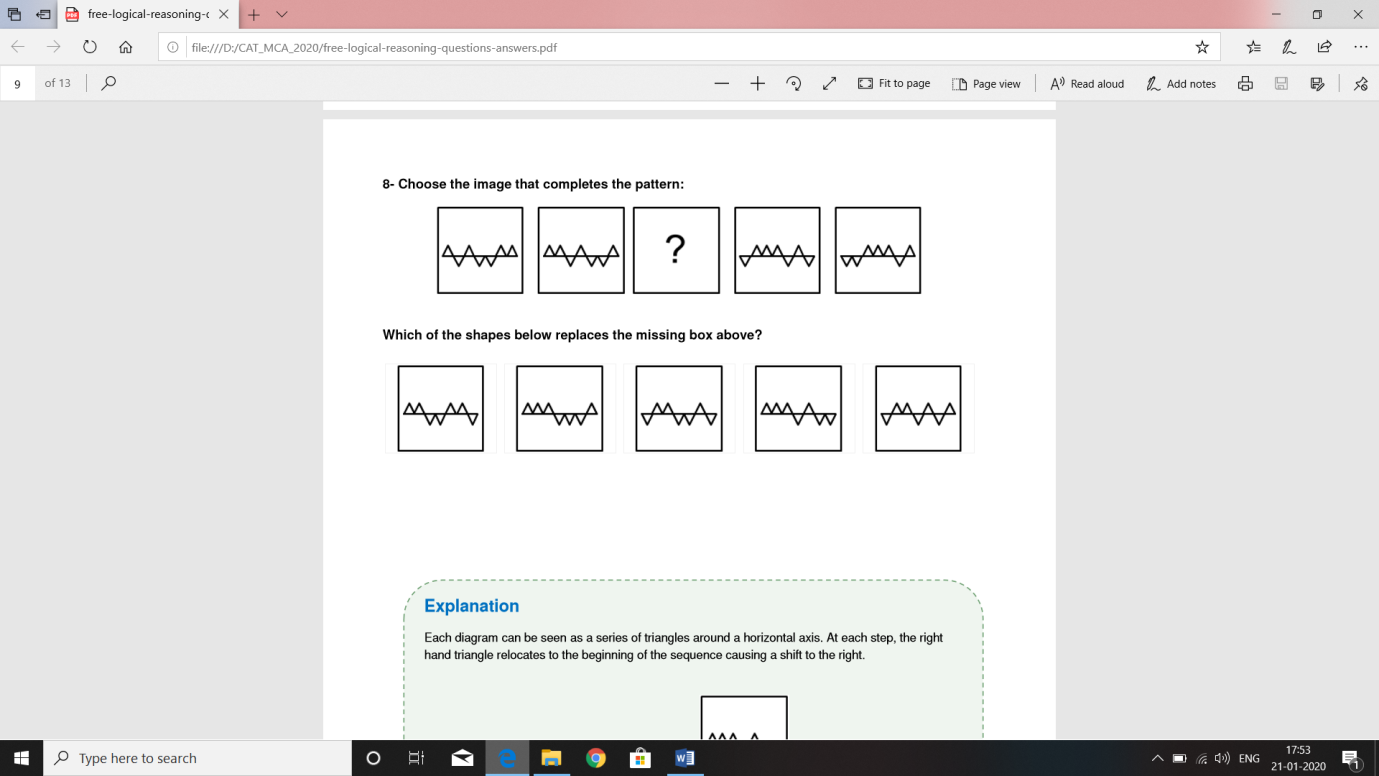 free-logical-reasoning-c
file:///D:/CAT_MCA_2020/free-logical-reasoning-questions-answers.pdf
9 of 13
Fit to page
Page view
Read aloud
Add notes
8- Choose the image that completes the pattern:
?
Which of the shapes below replaces the missing box above?
Explanation
Each diagram can be seen as a series of triangles around a horizontal axis. At each step, the right
hand triangle relocates to the beginning of the sequence causing a shift to the right.
Type here to search
ENG
17:53
21-01-2020
1